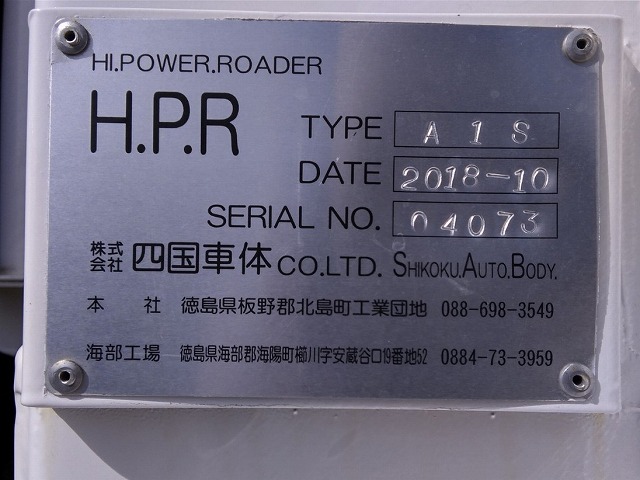 HI.POWER.ROADER
H.P.R
TYPE A1S
DATE 2018-10
SERIAL NO. 04073
株式会社 四国車体 CO.LTD. SHIKOKU.AUTO.BODY.
本社 徳島県板野郡北島町工業団地 088-698-3549
海部工場 徳島県海部郡海陽町櫛川字安蔵谷口19番地52 0884-73-3959